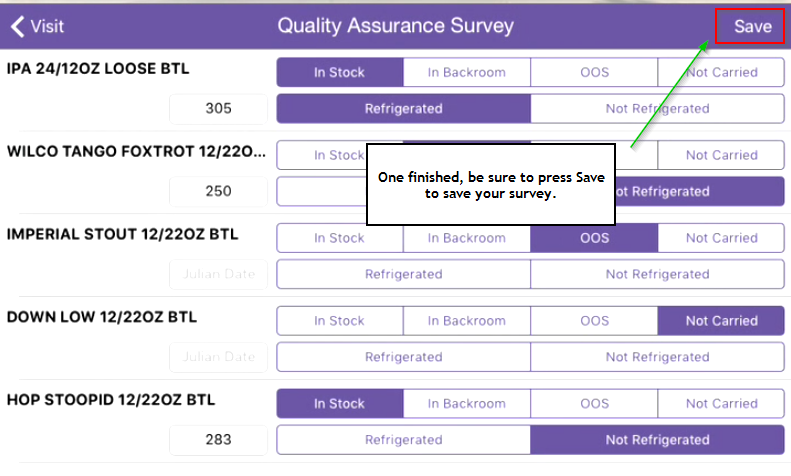 Visit Quality Assurance Survey Save
IPA 24/12OZ LOOSE BTL In Stock In Backroom OOS Not Carried
305 Refrigerated Not Refrigerated
WILCO TANGO FOXTROT 12/22O... In Stock Not Carried
250 Not Refrigerated
One finished, be sure to press Save
to save your survey.
IMPERIAL STOUT 12/22OZ BTL In Stock In Backroom OOS Not Carried
Julian Date Refrigerated Not Refrigerated
DOWN LOW 12/22OZ BTL In Stock In Backroom OOS Not Carried
Julian Date Refrigerated Not Refrigerated
HOP STOOPID 12/22OZ BTL In Stock In Backroom OOS Not Carried
283 Refrigerated Not Refrigerated